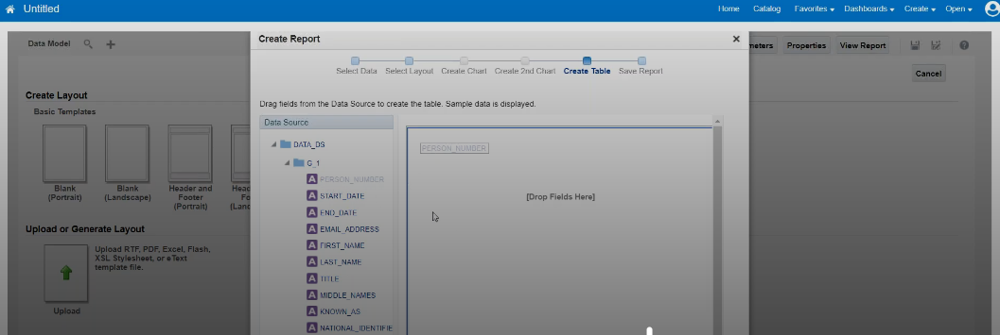 Untitled
Home Catalog Favorites Dashboards Create Open
Data Model
Create Report
meters Properties View Report
Select Data Select Layout Create Chart Create 2nd Chart Create Table Save Report
Cancel
Create Layout
Basic Templates
Blank
(Portrait)
Blank
(Landscape)
Header and
Footer
(Portrait)
Heac
Fo
(Lanc
Upload or Generate Layout
Upload RTF, PDF, Excel, Flash,
XSL Stylesheet, or eText
template file.
Upload
Drag fields from the Data Source to create the table. Sample data is displayed.
Data Source
DATA_DS
G_1
A PERSON_NUMBER
A START_DATE
A END_DATE
A EMAIL_ADDRESS
A FIRST_NAME
A LAST_NAME
A TITLE
A MIDDLE_NAMES
A KNOWN_AS
A NATIONAL_IDENTIFIE
PERSON_NUMBER
[Drop Fields Here]